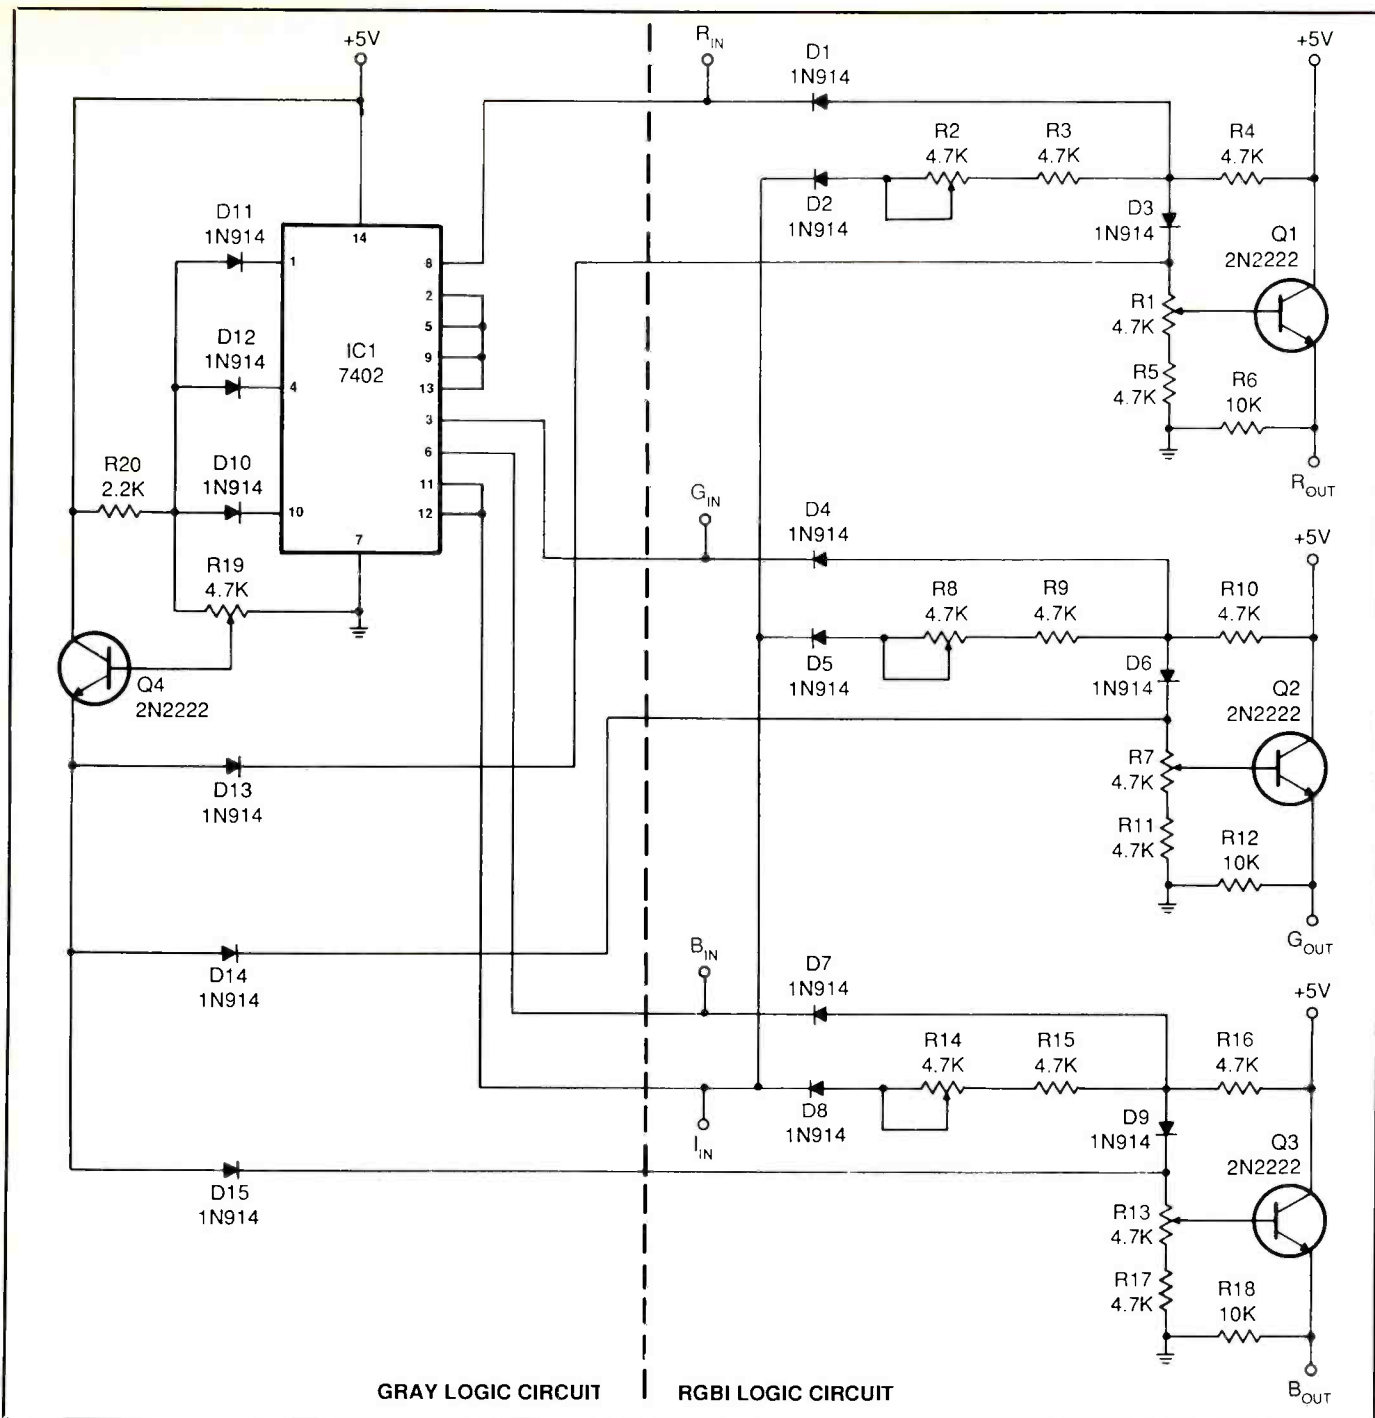 +5V
R_IN
D1
1N914
+5V
R2
4.7K
R3
4.7K
R4
4.7K
D2
1N914
D3
1N914
Q1
2N2222
R1
4.7K
R5
4.7K
R6
10K
R_OUT
D11
1N914
D12
1N914
D10
1N914
R20
2.2K
R19
4.7K
14
1
4
10
7
IC1
7402
8
2
5
9
13
3
6
11
12
Q4
2N2222
G_IN
D4
1N914
+5V
R8
4.7K
R9
4.7K
R10
4.7K
D5
1N914
D6
1N914
Q2
2N2222
R7
4.7K
R11
4.7K
R12
10K
G_OUT
D13
1N914
D14
1N914
D15
1N914
B_IN
D7
1N914
+5V
R14
4.7K
R15
4.7K
R16
4.7K
D8
1N914
I_IN
D9
1N914
Q3
2N2222
R13
4.7K
R17
4.7K
R18
10K
B_OUT
GRAY LOGIC CIRCUIT
RGBI LOGIC CIRCUIT